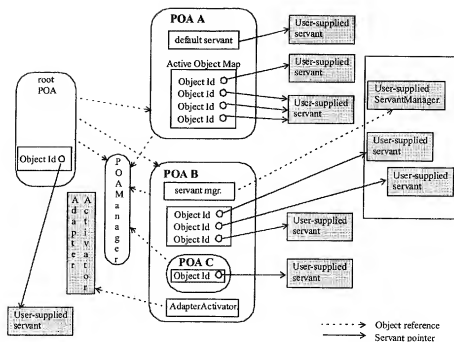 POA A
default servant
Active Object Map
Object Id
Object Id
Object Id
Object Id
User-supplied
servant
User-supplied
servant
User-supplied
servant
User-supplied
ServantManager.
User-supplied
servant
User-supplied
servant
root
POA
Object Id
POAManager
Adapter
Activator
POA B
servant mgr.
Object Id
Object Id
Object Id
User-supplied
servant
POA C
Object Id
User-supplied
servant
AdapterActivator.
User-supplied
servant
Object reference
Servant pointer